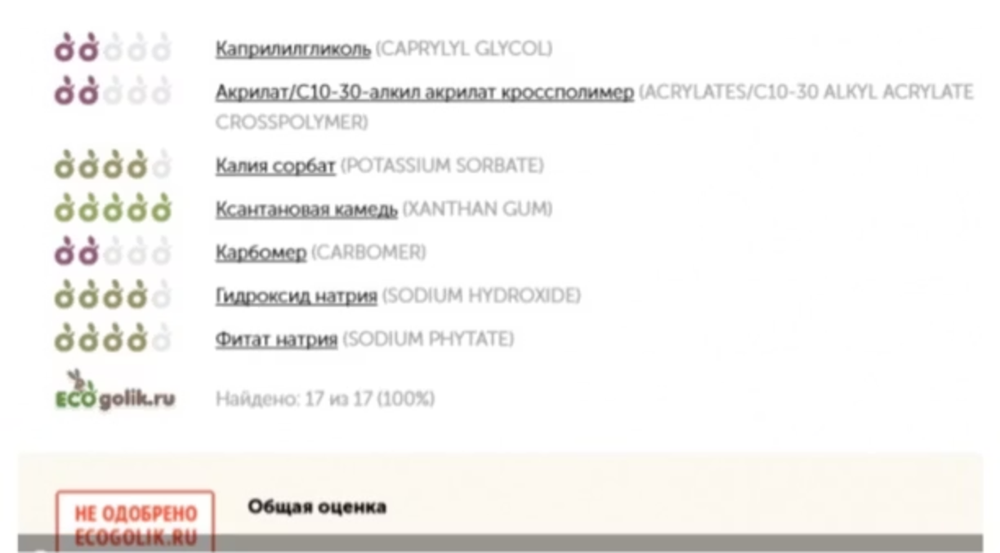 Каприлилгликоль (CAPRYLYL GLYCOL)
Акрилат/C10-30-алкил акрилат кроссполимер (ACRYLATES/C10-30 ALKYL ACRYLATE
CROSSPOLYMER)
Калия сорбат (POTASSIUM SORBATE)
Ксантановая камедь (XANTHAN GUM)
Карбомер (CARBOMER)
Гидроксид натрия (SODIUM HYDROXIDE)
Фитат натрия (SODIUM PHYTATE)
ECOgolik.ru Найдено: 17 из 17 (100%)
НЕ ОДОБРЕНО
ECOGOLIK.RU
Общая оценка